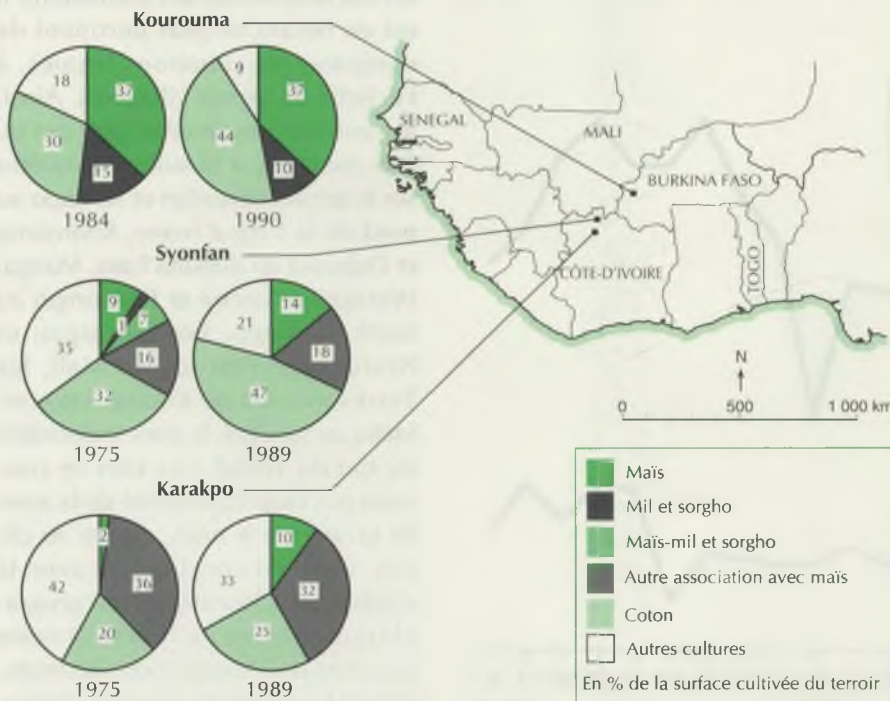 Kourouma
18
37
30
15
1984
9
37
44
10
1990
Syonfan
9
1
7
35
16
32
1975
14
21
18
47
1989
Karakpo
2
42
36
20
1975
10
33
32
25
1989
SENEGAL
MALI
BURKINA FASO
CÔTE-D'IVOIRE
TOGO
N
0 500 1 000 km
Maïs
Mil et sorgho
Maïs-mil et sorgho
Autre association avec maïs
Coton
Autres cultures
En % de la surface cultivée du terroir